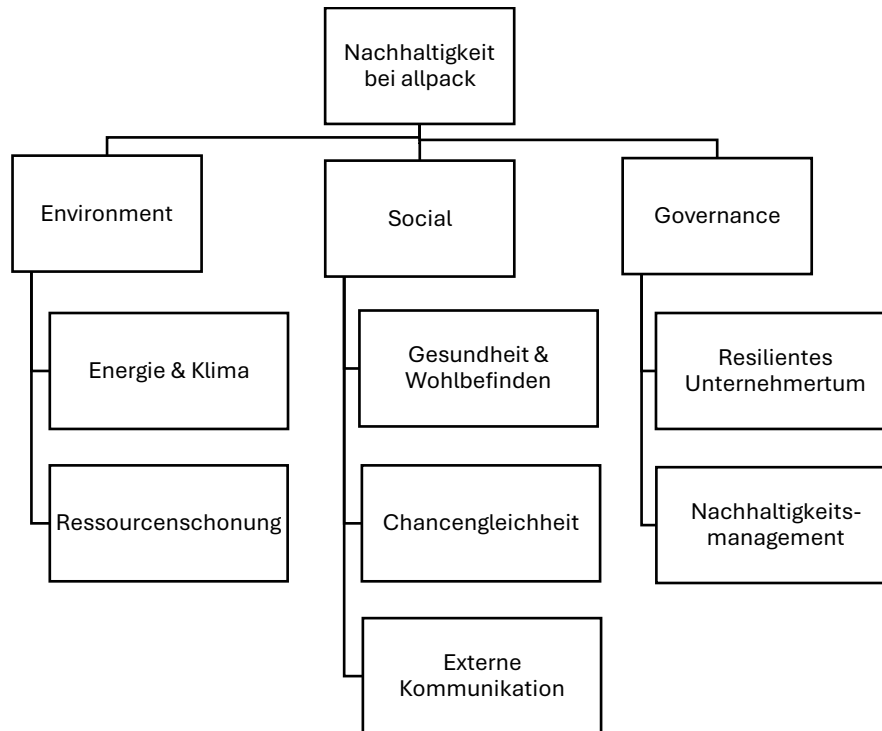 Nachhaltigkeit
bei allpack
Environment
Social
Governance
Energie & Klima
Gesundheit &
Wohlbefinden
Resilientes
Unternehmertum
Ressourcenschonung
Chancengleichheit
Nachhaltigkeits-
management
Externe
Kommunikation